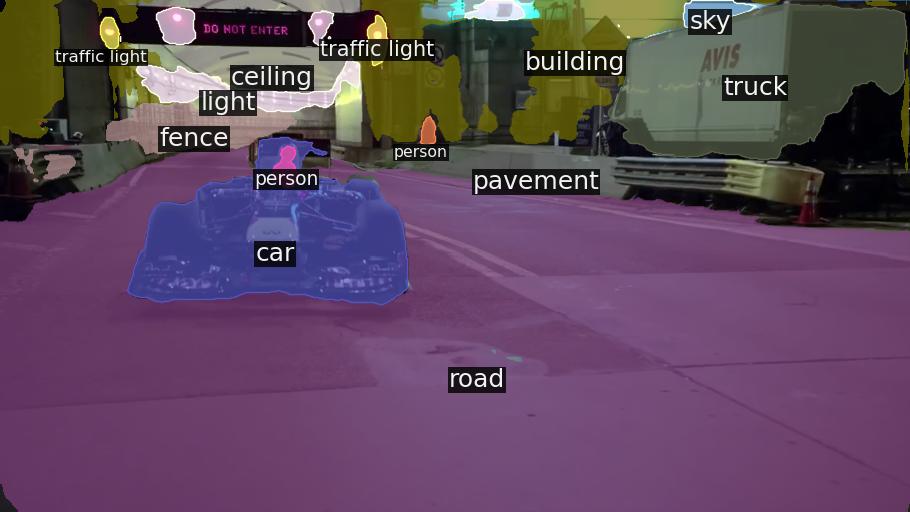 DO NOT ENTER
sky
traffic light
traffic light
AVIS
building
ceiling
truck
light
fence
person
person
pavement
car
road